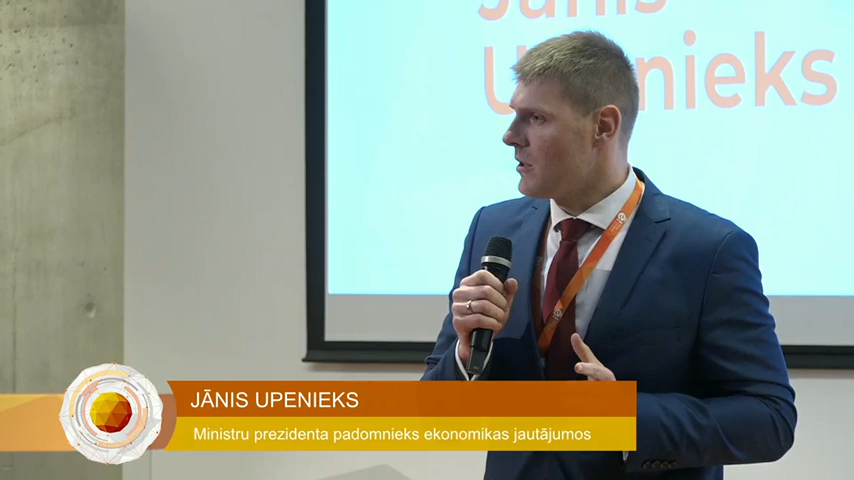 Jānis
Upenieks
JĀNIS UPENIEKS
Ministru prezidenta padomnieks ekonomikas jautājumos